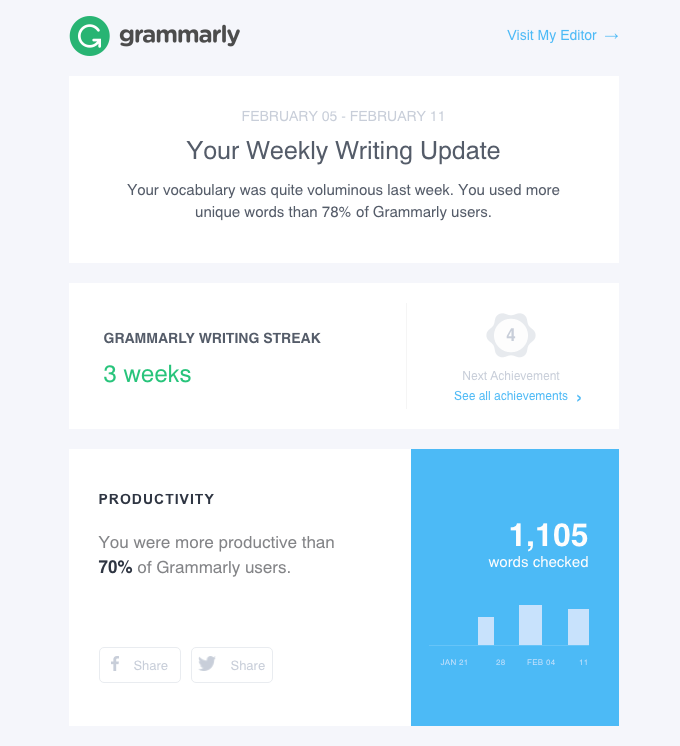 grammarly
Visit My Editor →
FEBRUARY 05 - FEBRUARY 11
Your Weekly Writing Update
Your vocabulary was quite voluminous last week. You used more
unique words than 78% of Grammarly users.
GRAMMARLY WRITING STREAK
3 weeks
4
Next Achievement
See all achievements ›
PRODUCTIVITY
You were more productive than
70% of Grammarly users.
Share
Share
1,105
words checked
JAN 21 28 FEB 04 11